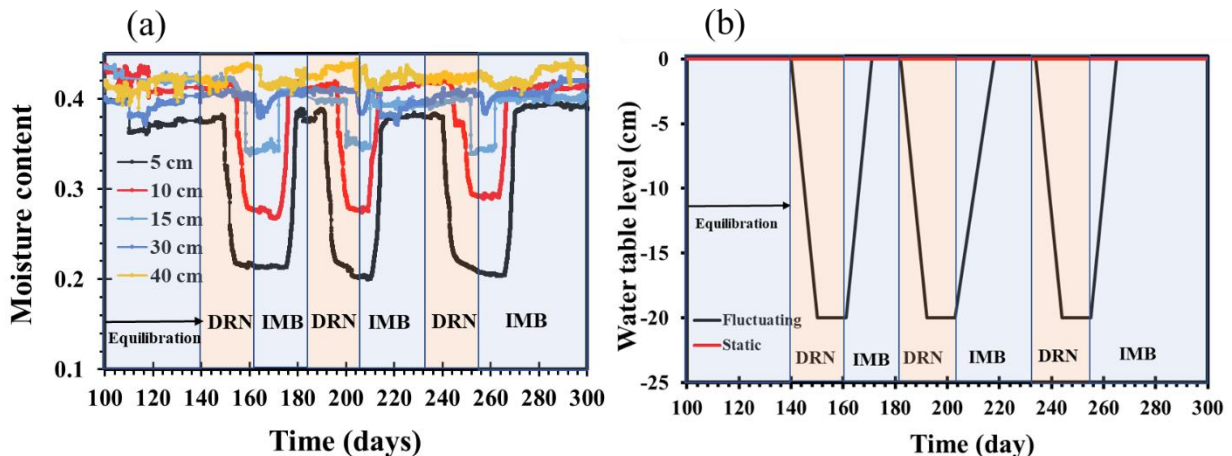 (a)
(b)
Moisture content
0.4
0.3
0.2
0.1
5 cm
10 cm
15 cm
30 cm
40 cm
Equilibration
DRN
IMB
DRN
IMB
DRN
IMB
100 120 140 160 180 200 220 240 260 280 300
Time (days)
Water table level (cm)
0
-5
-10
-15
-20
-25
Equilibration
Fluctuating
Static
DRN
IMB
DRN
IMB
DRN
IMB
100 120 140 160 180 200 220 240 260 280 300
Time (day)